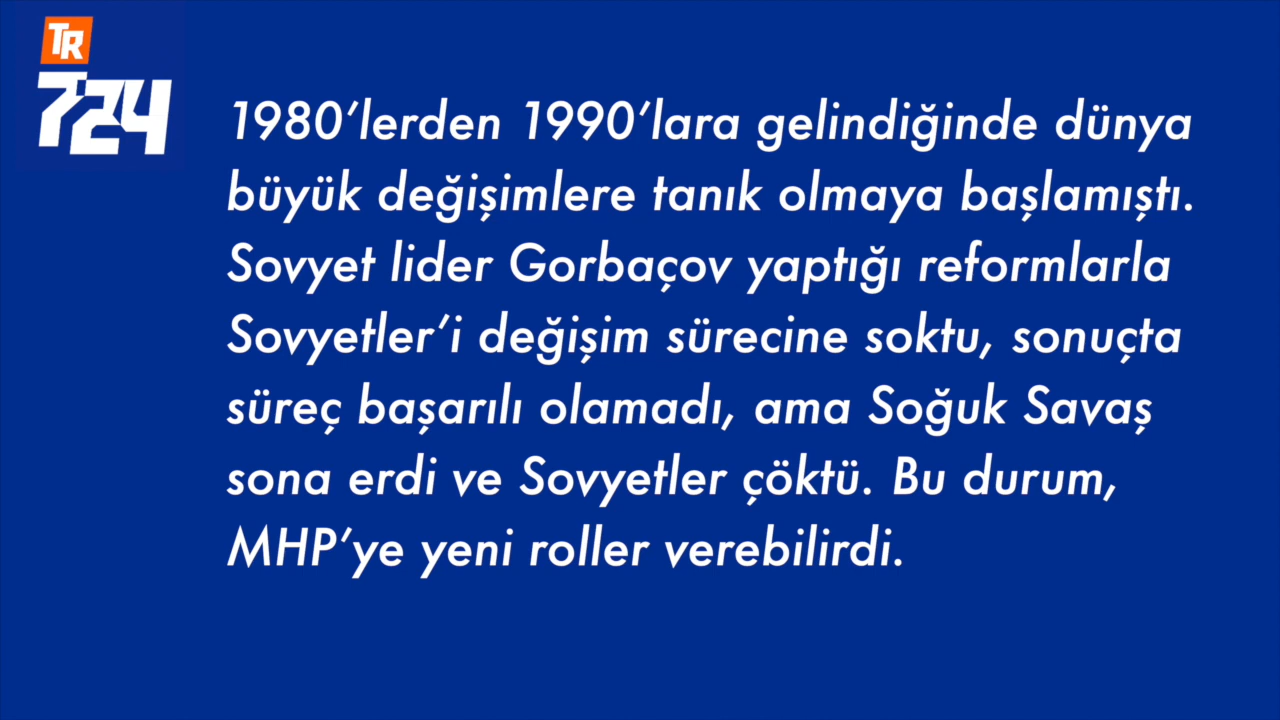 TR
724
1980’lerden 1990’lara gelindiğinde dünya
büyük değişimlere tanık olmaya başlamıştı.
Sovyet lider Gorbaçov yaptığı reformlarla
Sovyetler’i değişim sürecine soktu, sonuçta
süreç başarılı olamadı, ama Soğuk Savaş
sona erdi ve Sovyetler çöktü. Bu durum,
MHP’ye yeni roller verebilirdi.